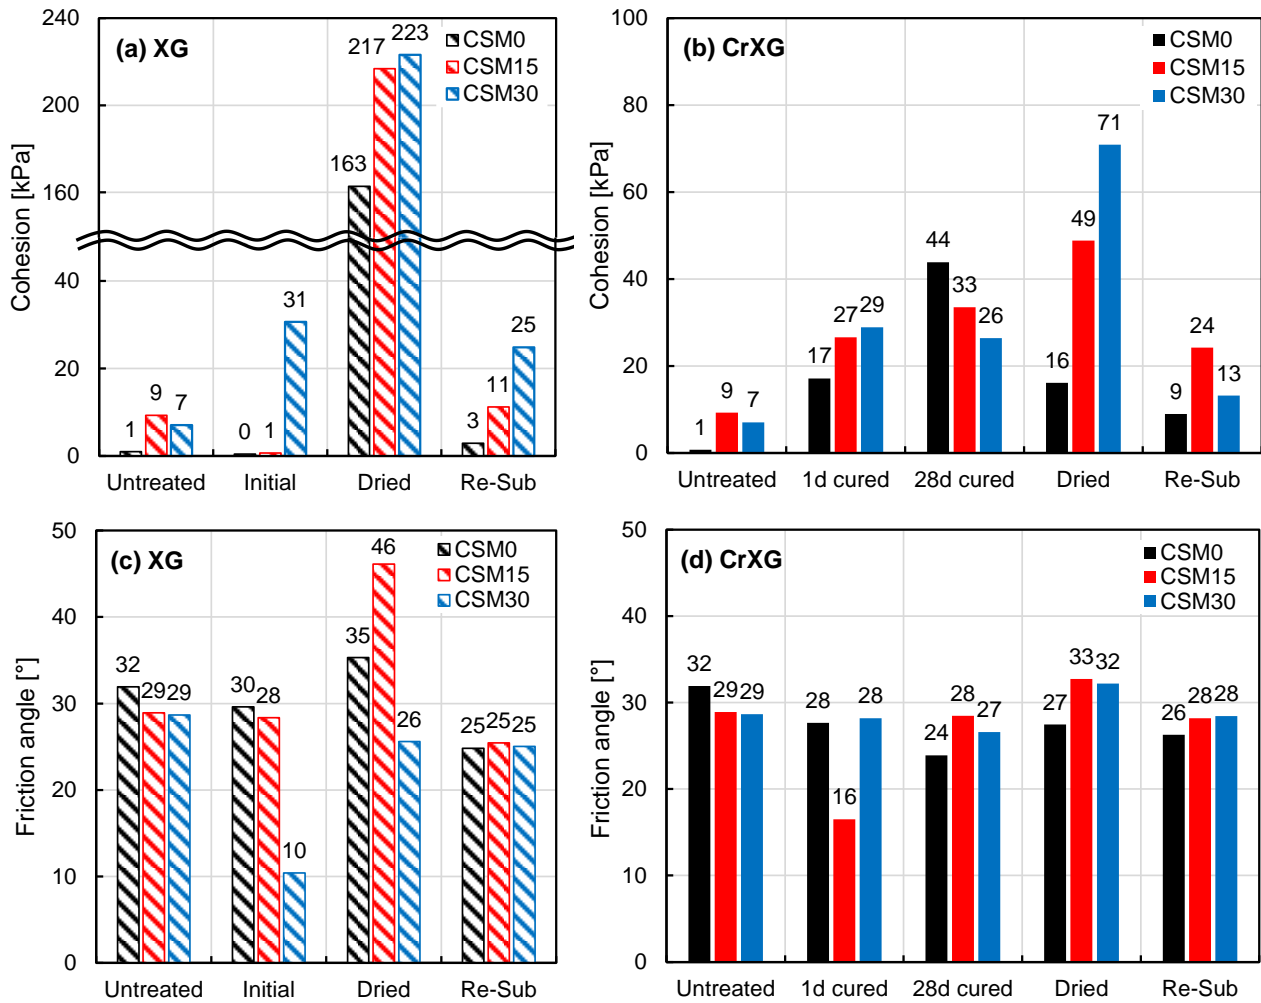 (a) XG
CSM0
CSM15
CSM30
Cohesion [kPa]
240
200
160
40
20
0
1
9
7
0
1
31
163
217
223
3
11
25
Untreated
Initial
Dried
Re-Sub
(b) CrXG
CSM0
CSM15
CSM30
Cohesion [kPa]
100
80
60
40
20
0
1
9
7
17
27
29
44
33
26
16
49
71
9
24
13
Untreated
1d cured
28d cured
Dried
Re-Sub
(c) XG
CSM0
CSM15
CSM30
Friction angle [°]
50
40
30
20
10
0
32
29
29
30
28
10
35
46
26
25
25
25
Untreated
Initial
Dried
Re-Sub
(d) CrXG
CSM0
CSM15
CSM30
Friction angle [°]
50
40
30
20
10
0
32
29
29
28
16
28
24
28
27
27
33
32
26
28
28
Untreated
1d cured
28d cured
Dried
Re-Sub